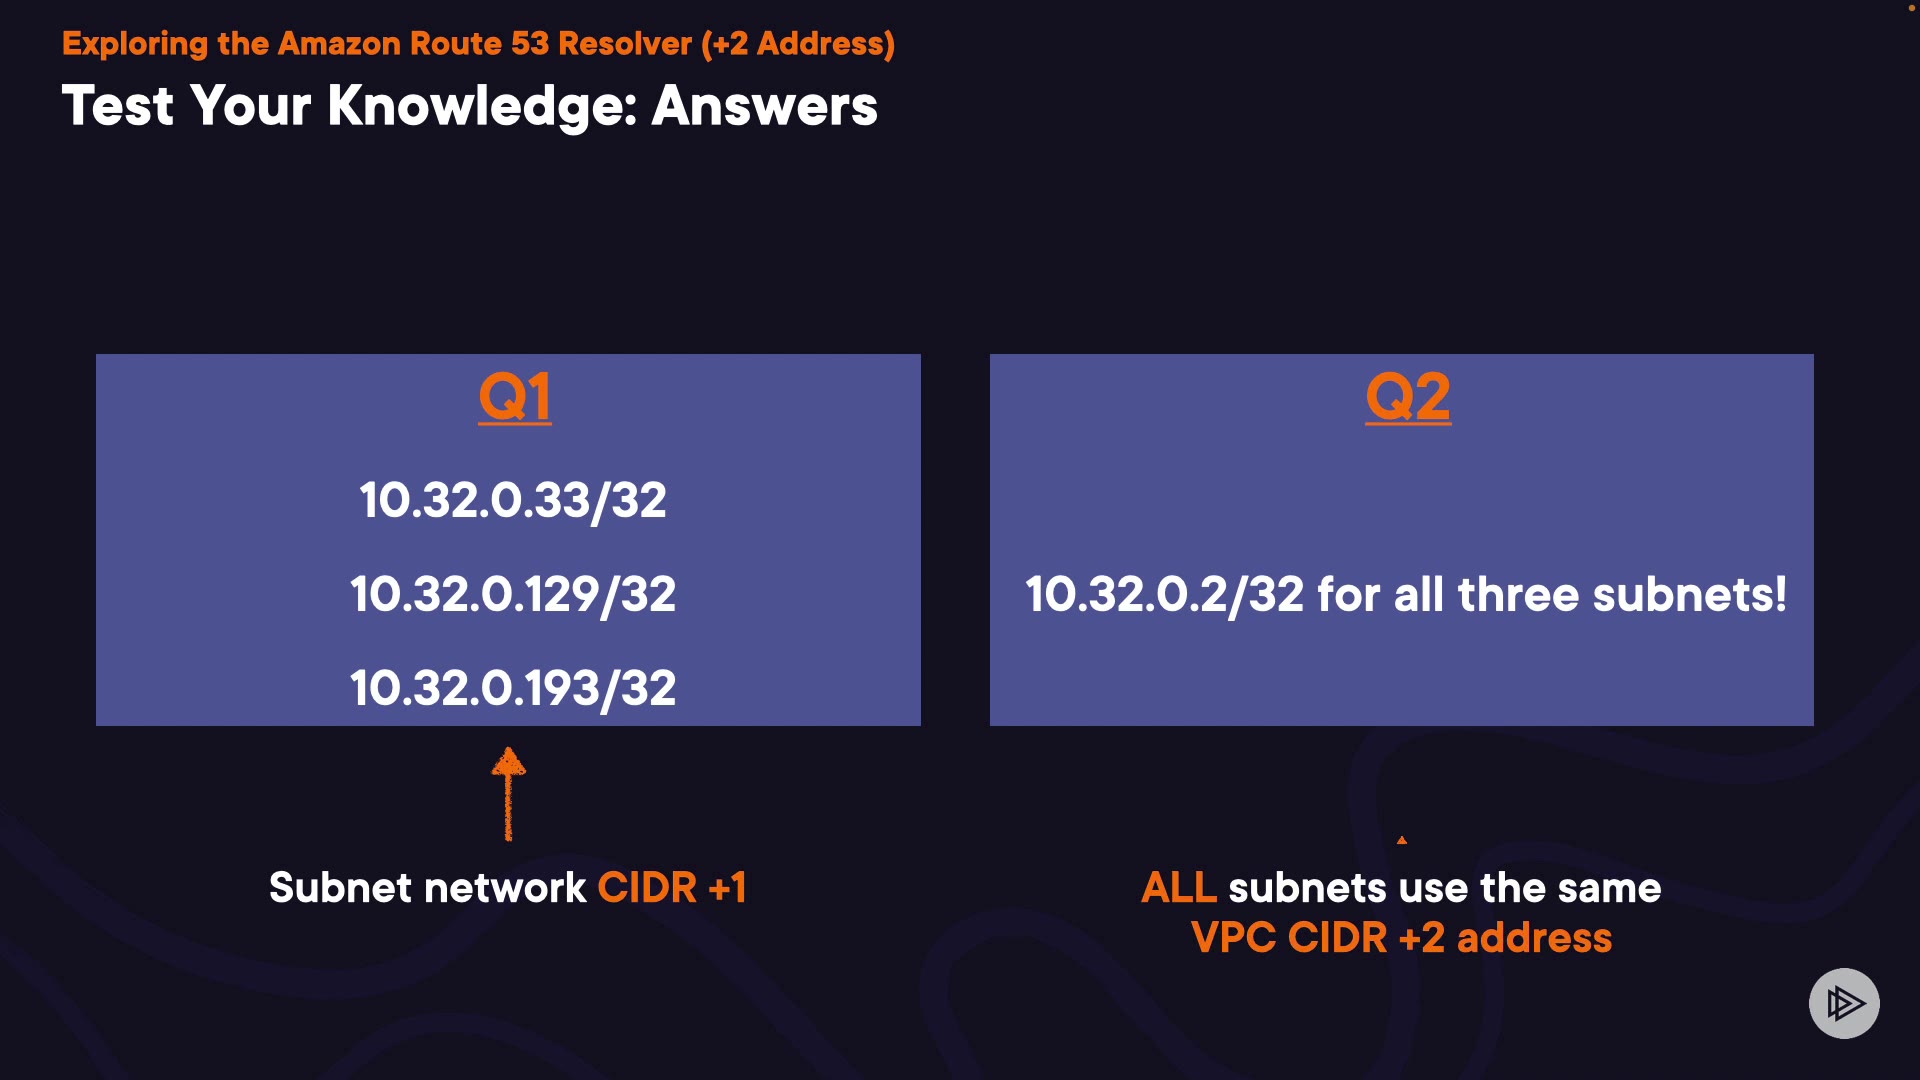 Exploring the Amazon Route 53 Resolver (+2 Address)
Test Your Knowledge: Answers
Q1
10.32.0.33/32
10.32.0.129/32
10.32.0.193/32
Subnet network CIDR +1
Q2
10.32.0.2/32 for all three subnets!
ALL subnets use the same
VPC CIDR +2 address